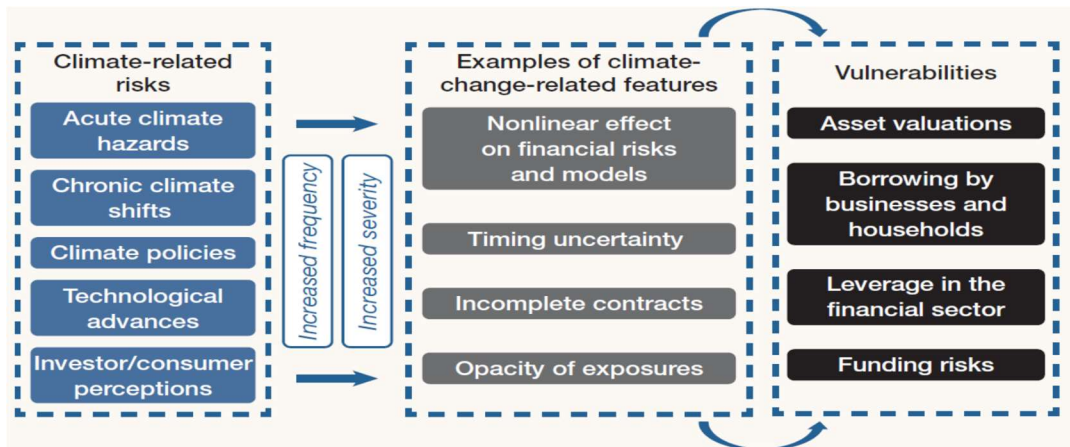 Climate-related
risks
Acute climate
hazards
Chronic climate
shifts
Climate policies
Technological
advances
Investor/consumer
perceptions
Increased frequency
Increased severity
Examples of climate-
change-related features
Nonlinear effect
on financial risks
and models
Timing uncertainty
Incomplete contracts
Opacity of exposures
Vulnerabilities
Asset valuations
Borrowing by
businesses and
households
Leverage in the
financial sector
Funding risks